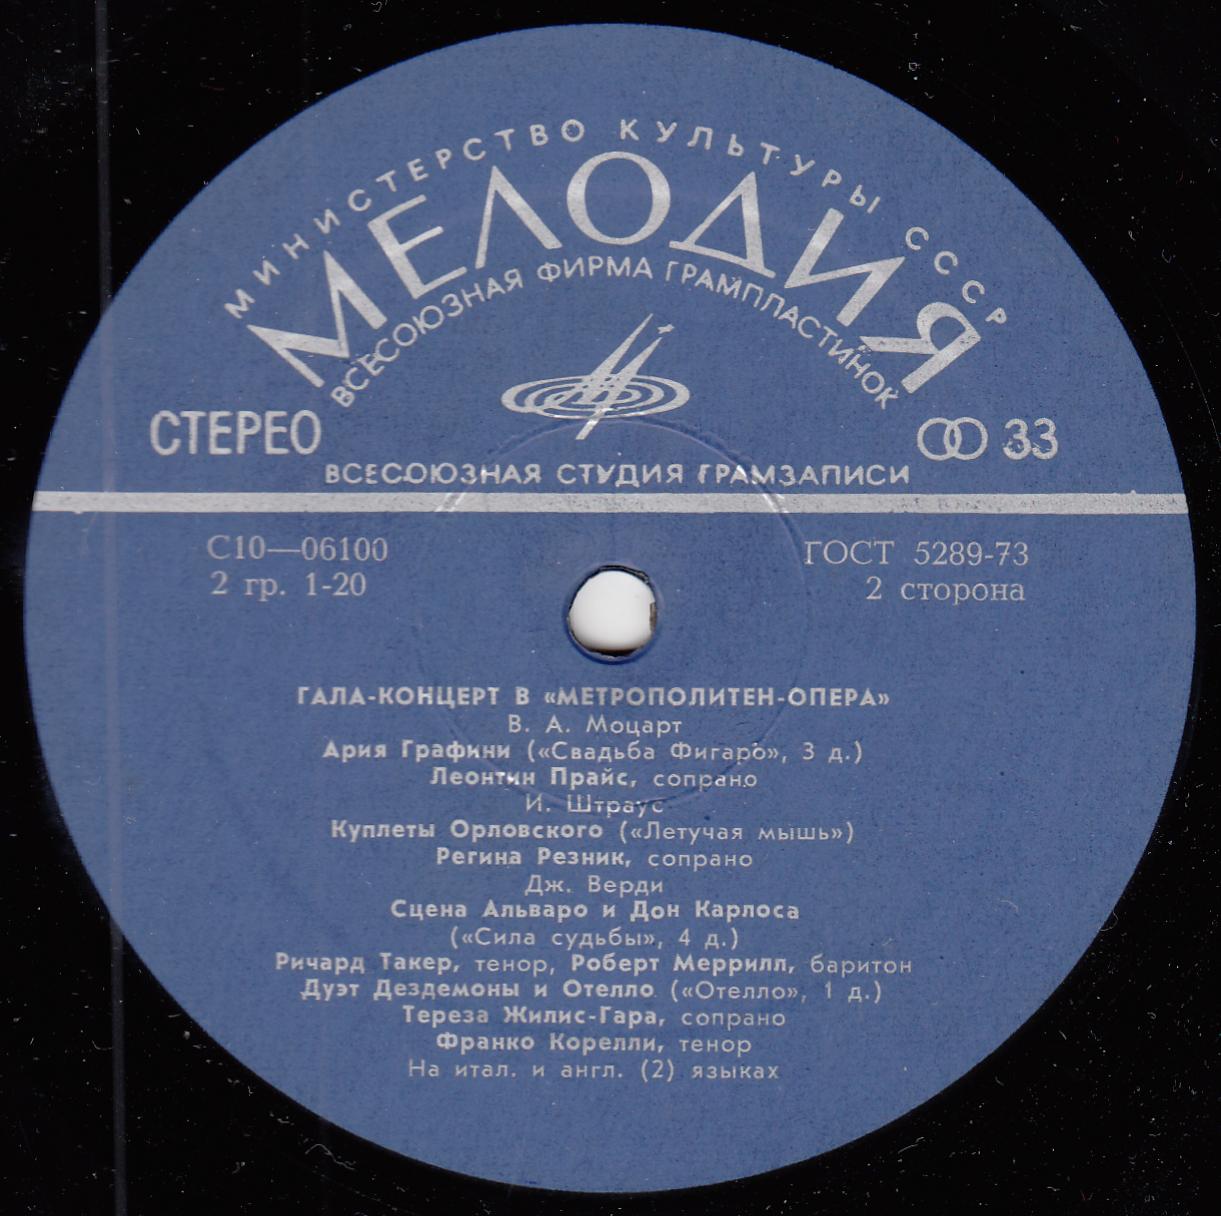 МИНИСТЕРСТВО КУЛЬТУРЫ СССР
МЕЛОДИЯ
ВСЕСОЮЗНАЯ ФИРМА ГРАМПЛАСТИНОК
СТЕРЕО
33
ВСЕСОЮЗНАЯ СТУДИЯ ГРАМЗАПИСИ
С10—06100
ГОСТ 5289-73
2 гр. 1-20
2 сторона
ГАЛА-КОНЦЕРТ В «МЕТРОПОЛИТЕН-ОПЕРА»
В. А. Моцарт
Ария Графини («Свадьба Фигаро», 3 д.)
Леонтин Прайс, сопрано
И. Штраус
Куплеты Орловского («Летучая мышь»)
Регина Резник, сопрано
Дж. Верди
Сцена Альваро и Дон Карлоса
(«Сила судьбы», 4 д.)
Ричард Такер, тенор, Роберт Меррилл, баритон
Дуэт Дездемоны и Отелло («Отелло», 1 д.)
Тереза Жилис-Гара, сопрано
Франко Корелли, тенор
На итал. и англ. (2) языках